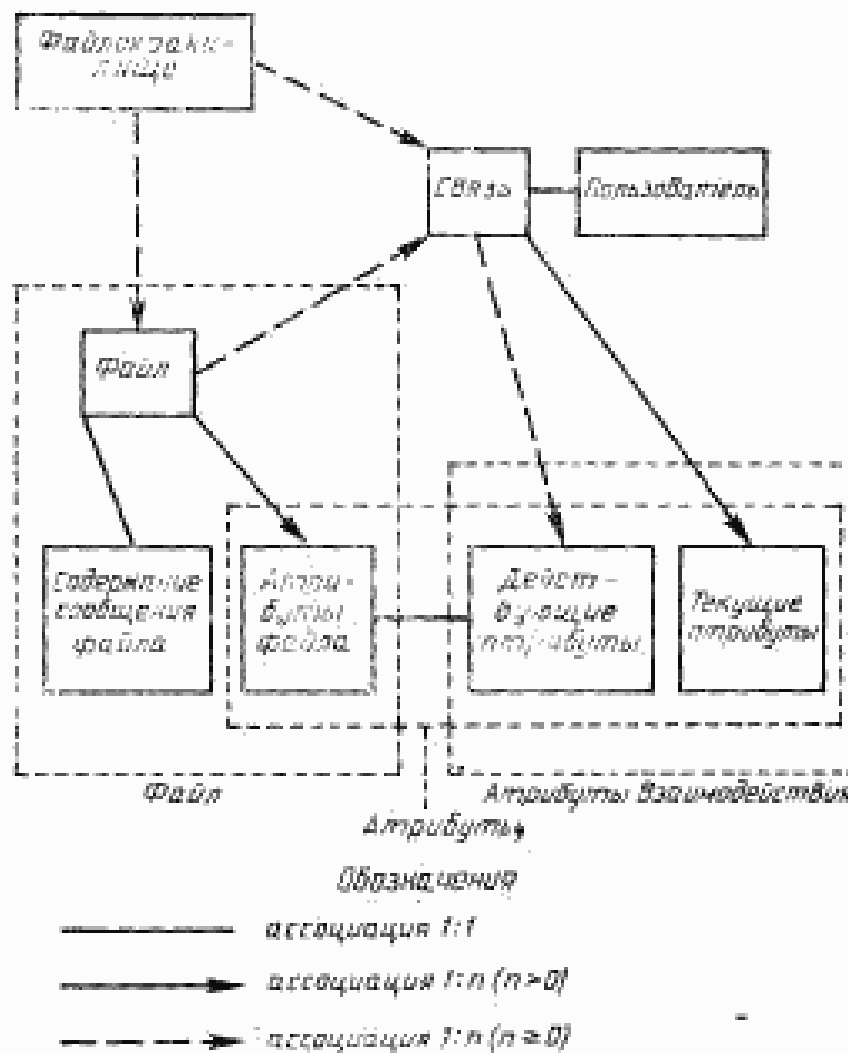 Файлохрани-
лище
Связь
Пользователь
Файл
Содержание
сообщения
файла
Атри-
буты
файла
Дейст-
вующие
атрибуты
Текущие
атрибуты
Файл
Атрибуты взаимодействия
Атрибуты
Обозначения
ассоциация 1:1
ассоциация 1:n (n>0)
ассоциация 1:n (n≥0)